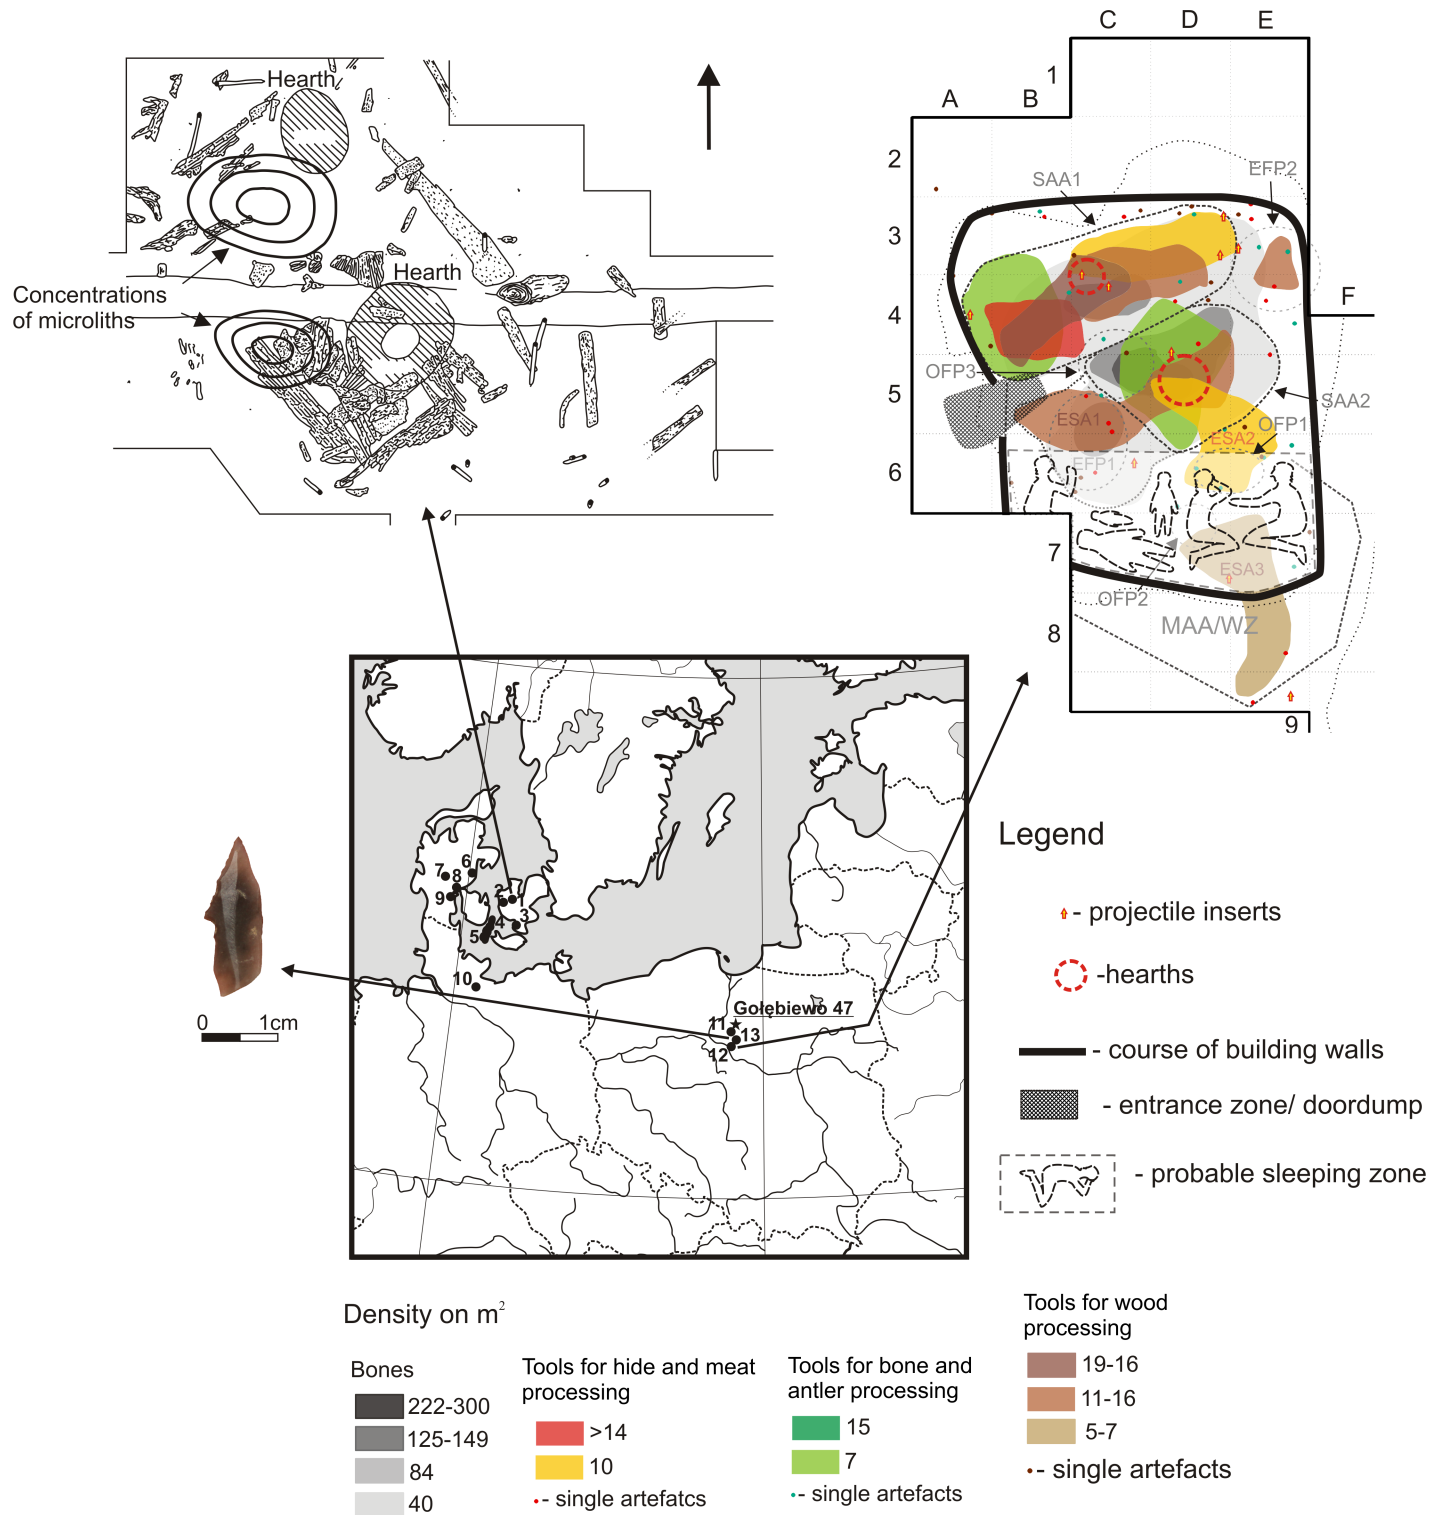 Hearth
Hearth
Concentrations
of microliths
C
D
E
1
A
B
2
EFP2
SAA1
3
F
4
OFP3
5
SAA2
ESA1
OFP1
ESA2
EFP1
6
7
ESA3
OFP2
MAA/WZ
8
9
6
7
8
9
2
1
3
4
5
10
Gołębiewo 47
11
13
12
0
1cm
Legend
- projectile inserts
-hearths
- course of building walls
- entrance zone/ doordump
- probable sleeping zone
Density on m²
Bones
222-300
125-149
84
40
Tools for hide and meat
processing
>14
10
- single artefatcs
Tools for bone and
antler processing
15
7
- single artefacts
Tools for wood
processing
19-16
11-16
5-7
- single artefacts